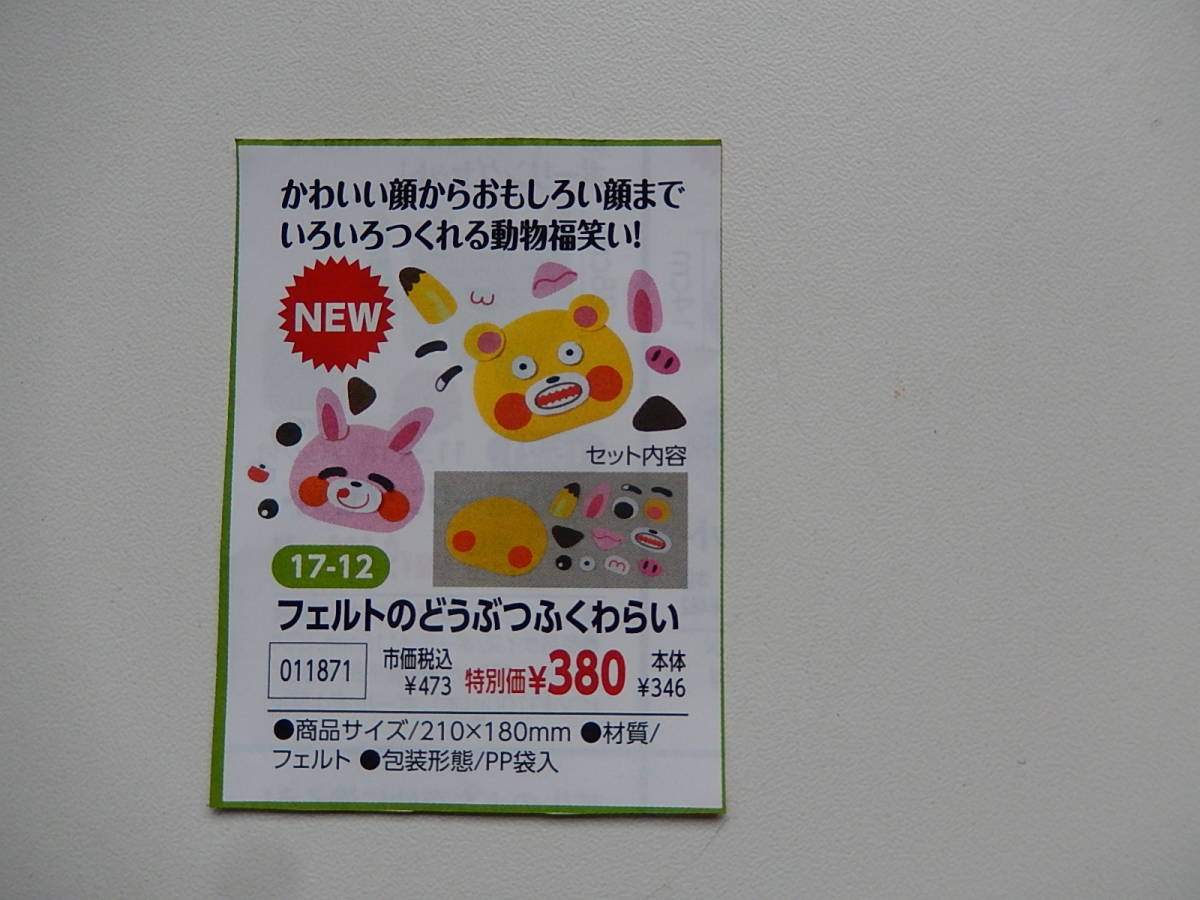 かわいい顔からおもしろい顔まで
いろいろつくれる動物福笑い!
NEW
セット内容
17-12
フェルトのどうぶつふくわらい
011871 市価税込 ¥473 特別価¥380 本体 ¥346
●商品サイズ/210×180mm ●材質/
フェルト ●包装形態/PP袋入